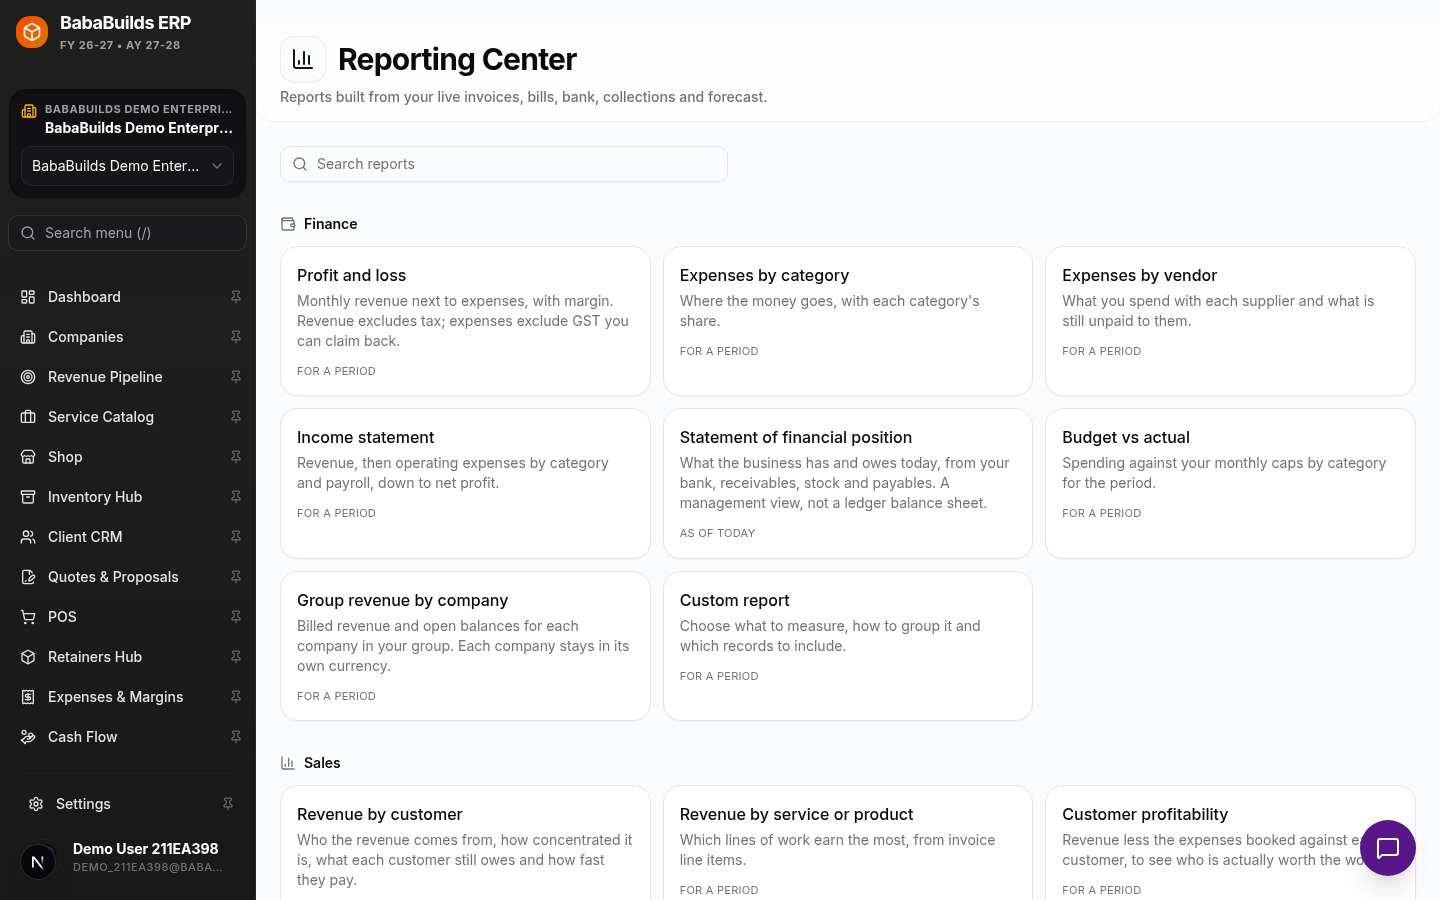 BabaBuilds ERP
FY 26-27 • AY 27-28
BABABUILDS DEMO ENTERPRI...
BabaBuilds Demo Enterpr...
BabaBuilds Demo Enter...
Search menu (/)
Dashboard
Companies
Revenue Pipeline
Service Catalog
Shop
Inventory Hub
Client CRM
Quotes & Proposals
POS
Retainers Hub
Expenses & Margins
Cash Flow
Settings
N
Demo User 211EA398
DEMO_211EA398@BABA...
Reporting Center
Reports built from your live invoices, bills, bank, collections and forecast.
Search reports
Finance
Profit and loss
Monthly revenue next to expenses, with margin.
Revenue excludes tax; expenses exclude GST you
can claim back.
FOR A PERIOD
Expenses by category
Where the money goes, with each category's
share.
FOR A PERIOD
Expenses by vendor
What you spend with each supplier and what is
still unpaid to them.
FOR A PERIOD
Income statement
Revenue, then operating expenses by category
and payroll, down to net profit.
FOR A PERIOD
Statement of financial position
What the business has and owes today, from your
bank, receivables, stock and payables. A
management view, not a ledger balance sheet.
AS OF TODAY
Budget vs actual
Spending against your monthly caps by category
for the period.
FOR A PERIOD
Group revenue by company
Billed revenue and open balances for each
company in your group. Each company stays in its
own currency.
FOR A PERIOD
Custom report
Choose what to measure, how to group it and
which records to include.
FOR A PERIOD
Sales
Revenue by customer
Who the revenue comes from, how concentrated it
is, what each customer still owes and how fast
they pay.
Revenue by service or product
Which lines of work earn the most, from invoice
line items.
FOR A PERIOD
Customer profitability
Revenue less the expenses booked against
customer, to see who is actually worth the
FOR A PERIOD